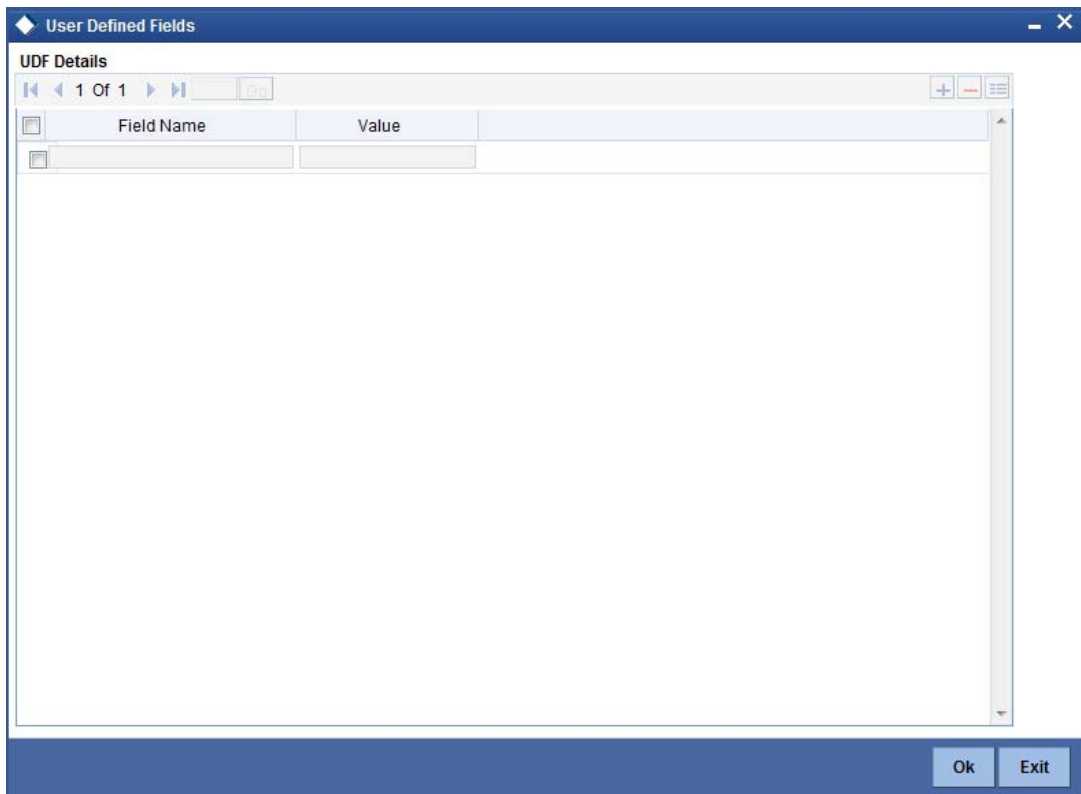 User Defined Fields
UDF Details
1 Of 1 Go
Field Name Value
Ok Exit